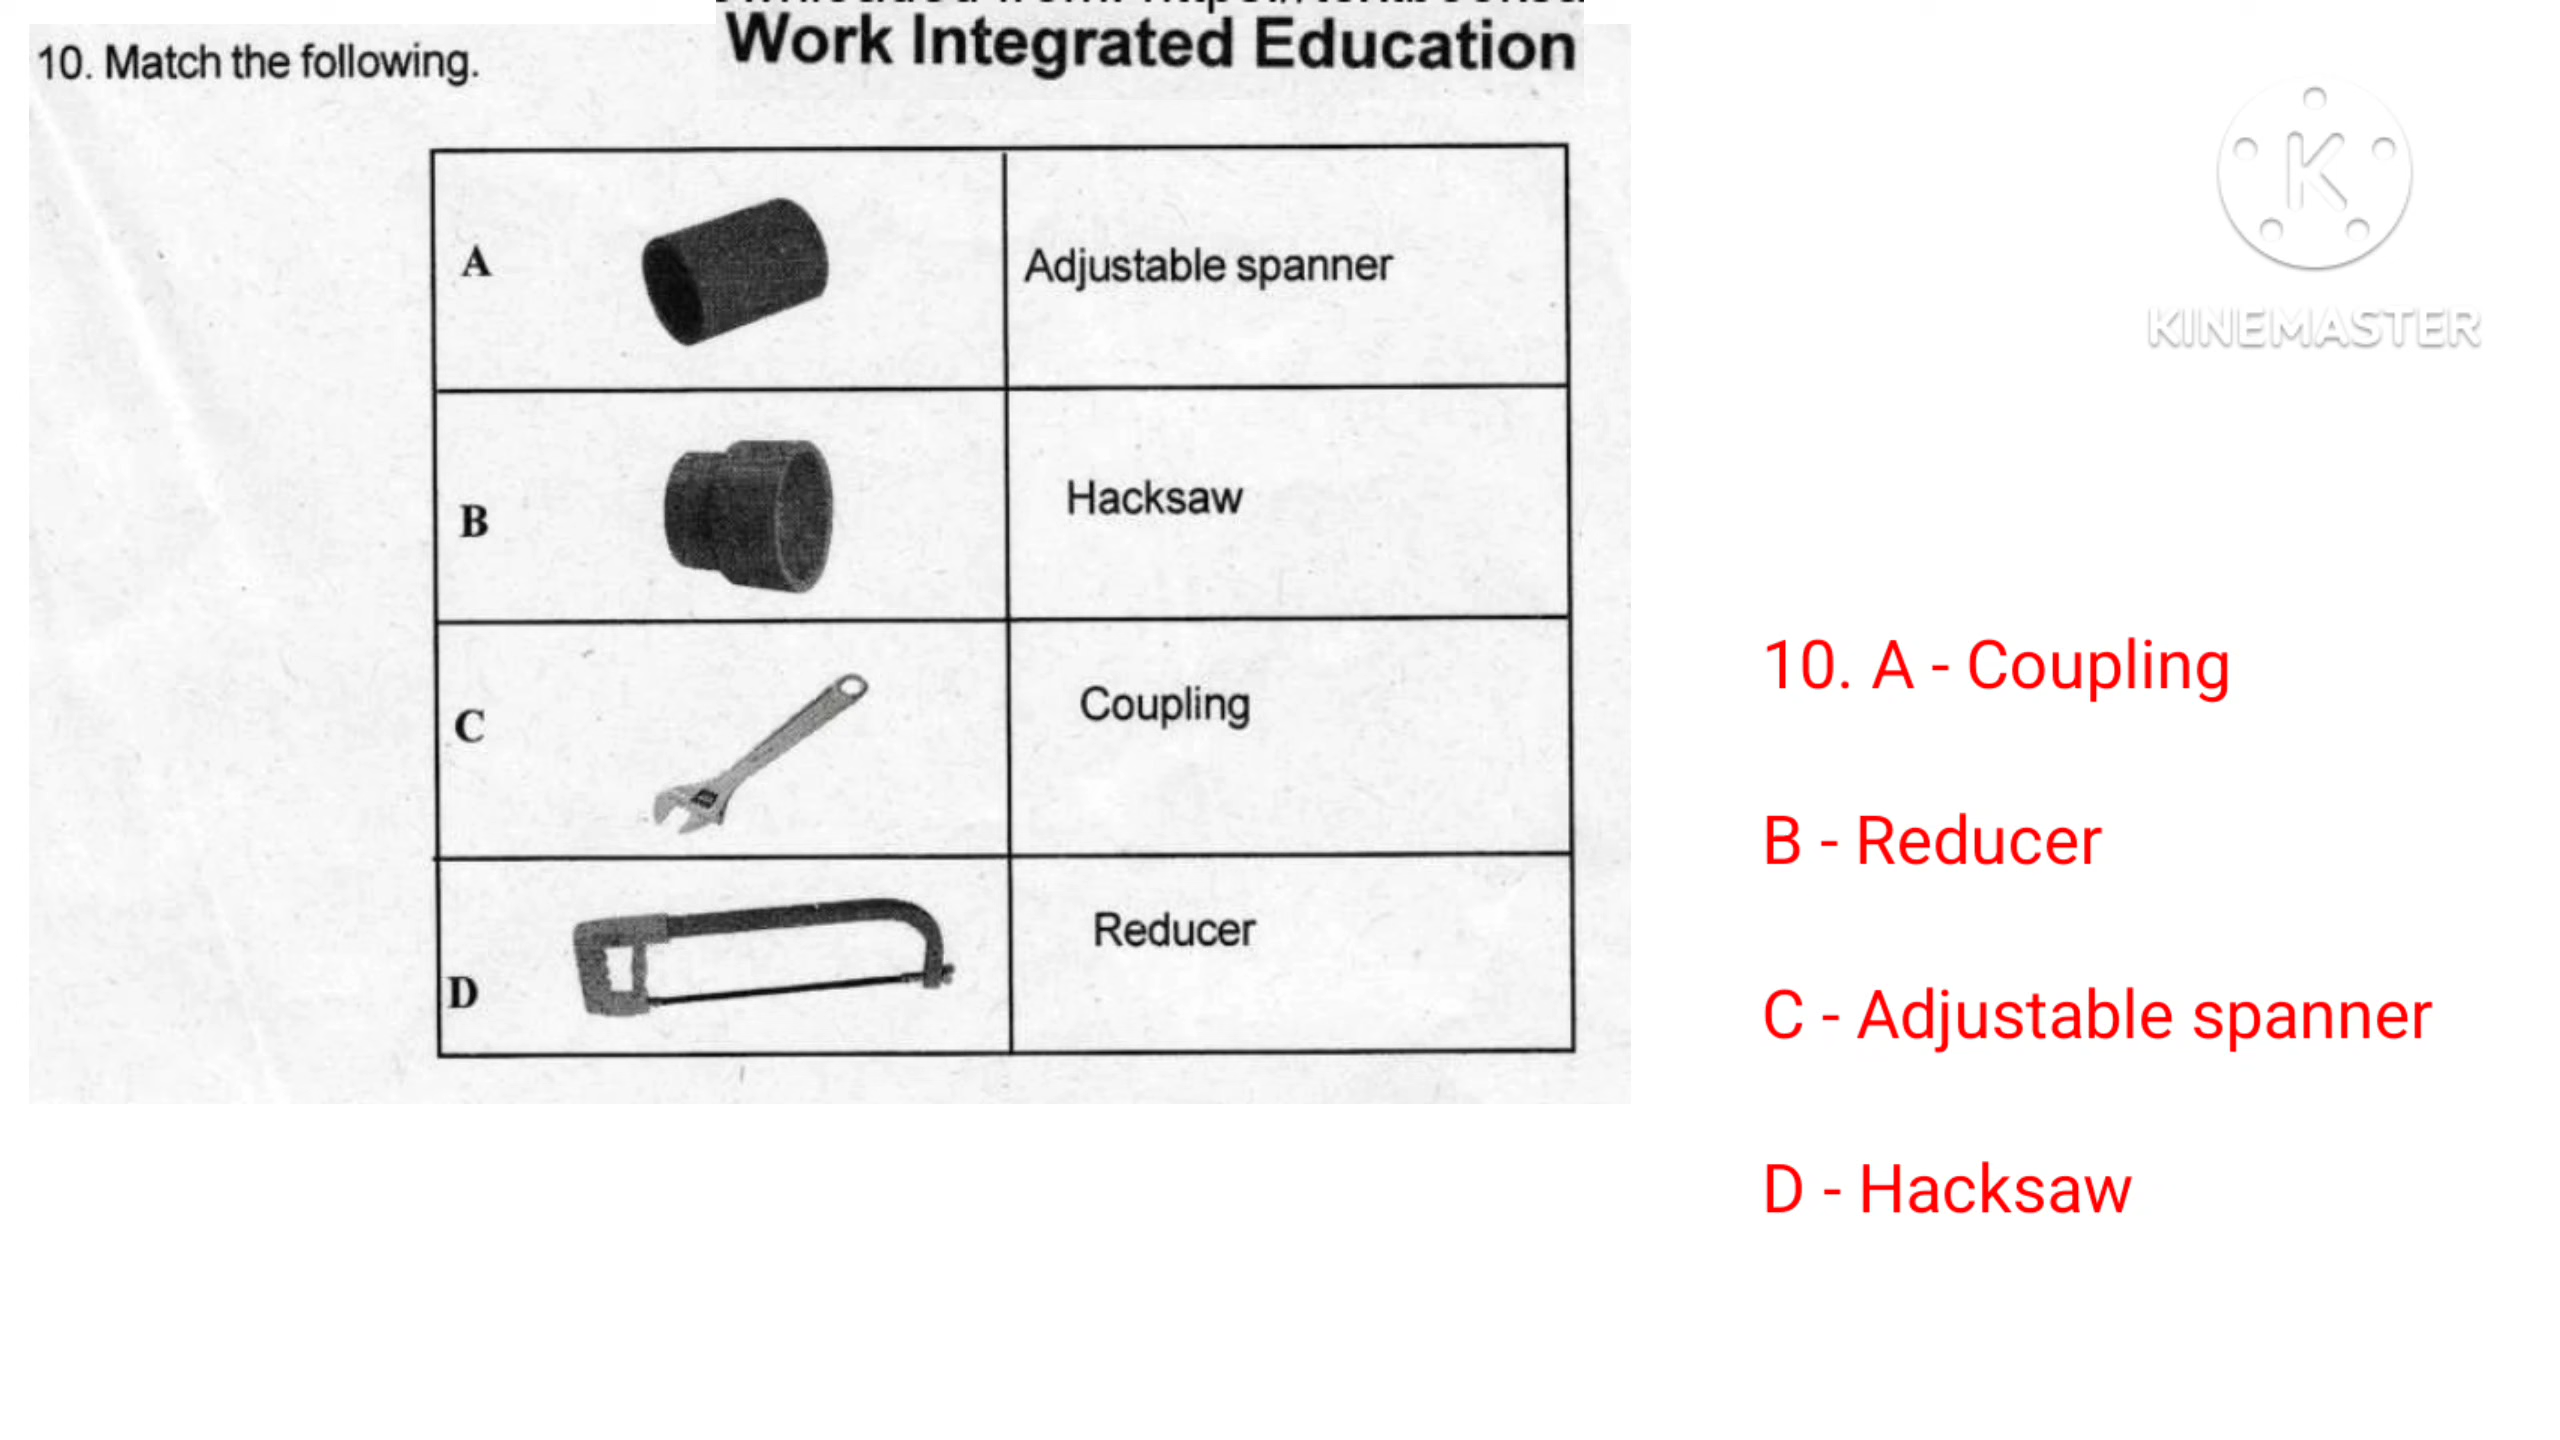 Work Integrated Education
10. Match the following.
A
Adjustable spanner
B
Hacksaw
C
Coupling
D
Reducer
K
KINEMASTER
10. A - Coupling
B - Reducer
C - Adjustable spanner
D - Hacksaw